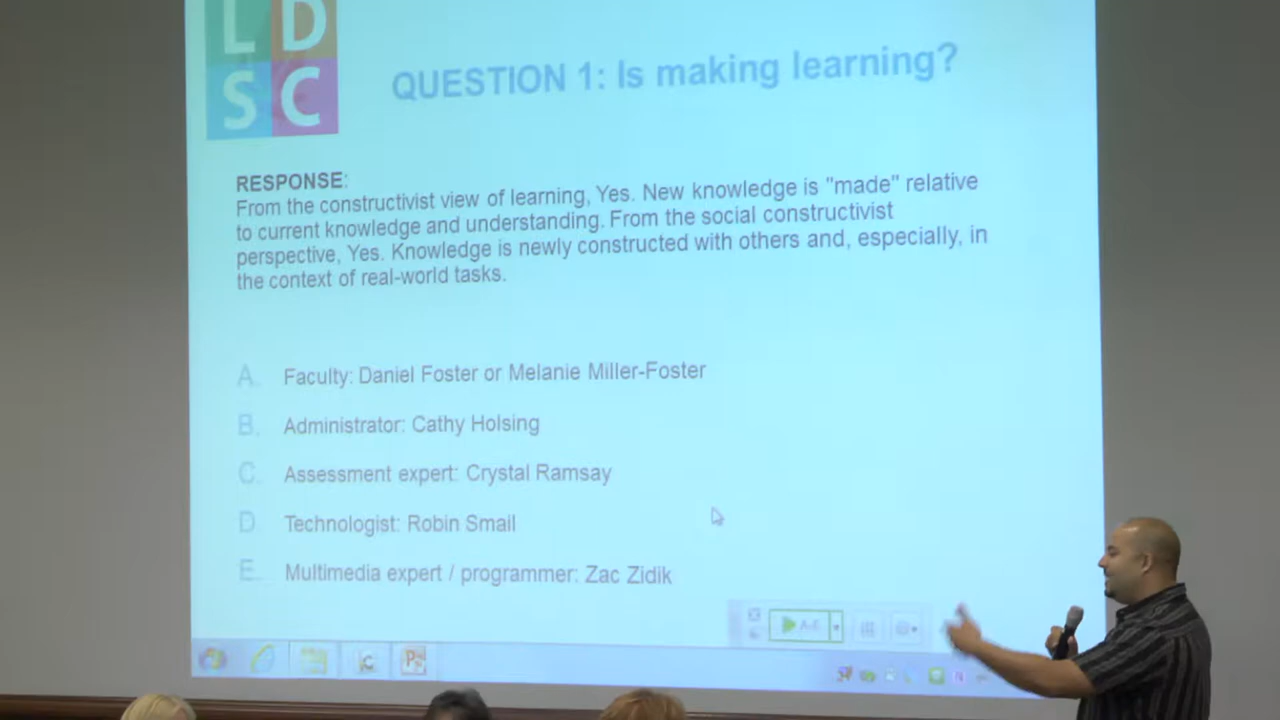 L D
S C
QUESTION 1: Is making learning?
RESPONSE:
From the constructivist view of learning, Yes. New knowledge is "made" relative
to current knowledge and understanding. From the social constructivist
perspective, Yes. Knowledge is newly constructed with others and, especially, in
the context of real-world tasks.
A. Faculty: Daniel Foster or Melanie Miller-Foster
B. Administrator: Cathy Holsing
C. Assessment expert: Crystal Ramsay
D. Technologist: Robin Smail
E. Multimedia expert / programmer: Zac Zidik
A-E